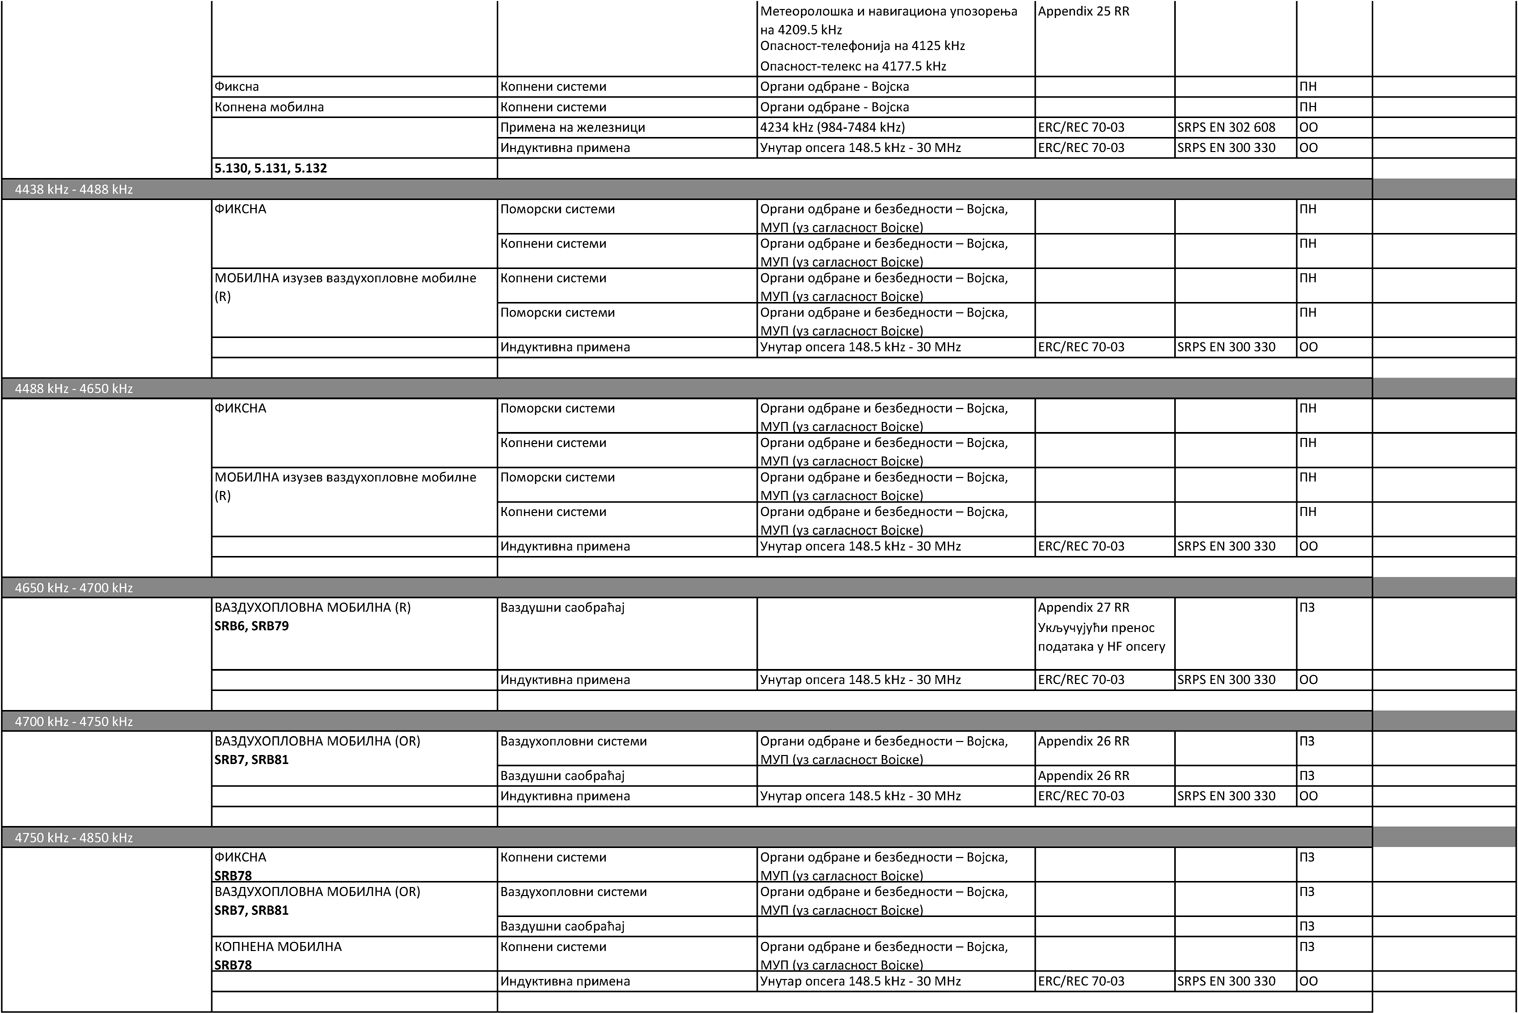 Метеоролошка и навигациона упозорења Appendix 25 RR
на 4209.5 kHz
Опасност-телефонија на 4125 kHz
Опасност-телекс на 4177.5 kHz
Фиксна Копнени системи Органи одбране - Војска ПН
Копнена мобилна Копнени системи Органи одбране - Војска ПН
Примена на железници 4234 kHz (984-7484 kHz) ERC/REC 70-03 SRPS EN 302 608 ОО
Индуктивна примена Унутар опсега 148.5 kHz - 30 MHz ERC/REC 70-03 SRPS EN 300 330 ОО
5.130, 5.131, 5.132
4438 kHz - 4488 kHz
ФИКСНА Поморски системи Органи одбране и безбедности – Војска, ПН
МУП (уз сагласност Војске)
Копнени системи Органи одбране и безбедности – Војска, ПН
МУП (уз сагласност Војске)
МОБИЛНА изузев ваздухопловне мобилне Копнени системи Органи одбране и безбедности – Војска, ПН
(R) МУП (уз сагласност Војске)
Поморски системи Органи одбране и безбедности – Војска, ПН
МУП (уз сагласност Војске)
Индуктивна примена Унутар опсега 148.5 kHz - 30 MHz ERC/REC 70-03 SRPS EN 300 330 ОО
4488 kHz - 4650 kHz
ФИКСНА Поморски системи Органи одбране и безбедности – Војска, ПН
МУП (уз сагласност Војске)
Копнени системи Органи одбране и безбедности – Војска, ПН
МУП (уз сагласност Војске)
МОБИЛНА изузев ваздухопловне мобилне Поморски системи Органи одбране и безбедности – Војска, ПН
(R) МУП (уз сагласност Војске)
Копнени системи Органи одбране и безбедности – Војска, ПН
МУП (уз сагласност Војске)
Индуктивна примена Унутар опсега 148.5 kHz - 30 MHz ERC/REC 70-03 SRPS EN 300 330 ОО
4650 kHz - 4700 kHz
ВАЗДУХОПЛОВНА МОБИЛНА (R) Ваздушни саобраћај Appendix 27 RR ПЗ
SRB6, SRB79 Укључујући пренос
података у HF опсегу
Индуктивна примена Унутар опсега 148.5 kHz - 30 MHz ERC/REC 70-03 SRPS EN 300 330 ОО
4700 kHz - 4750 kHz
ВАЗДУХОПЛОВНА МОБИЛНА (OR) Ваздухопловни системи Органи одбране и безбедности – Војска, Appendix 26 RR ПЗ
SRB7, SRB81 МУП (уз сагласност Војске)
Ваздушни саобраћај Appendix 26 RR ПЗ
Индуктивна примена Унутар опсега 148.5 kHz - 30 MHz ERC/REC 70-03 SRPS EN 300 330 ОО
4750 kHz - 4850 kHz
ФИКСНА Копнени системи Органи одбране и безбедности – Војска, ПЗ
SRB78 МУП (уз сагласност Војске)
ВАЗДУХОПЛОВНА МОБИЛНА (OR) Ваздухопловни системи Органи одбране и безбедности – Војска, ПЗ
SRB7, SRB81 МУП (уз сагласност Војске)
Ваздушни саобраћај ПЗ
КОПНЕНА МОБИЛНА Копнени системи Органи одбране и безбедности – Војска, ПЗ
SRB78 МУП (уз сагласност Војске)
Индуктивна примена Унутар опсега 148.5 kHz - 30 MHz ERC/REC 70-03 SRPS EN 300 330 ОО